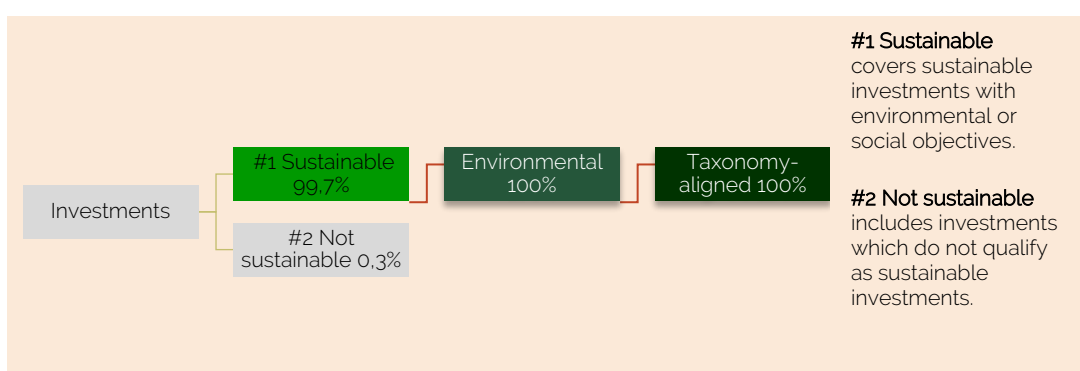 Investments
#1 Sustainable
99,7%
#2 Not
sustainable 0,3%
Environmental
100%
Taxonomy-
aligned 100%
#1 Sustainable
covers sustainable
investments with
environmental or
social objectives.
#2 Not sustainable
includes investments
which do not qualify
as sustainable
investments.